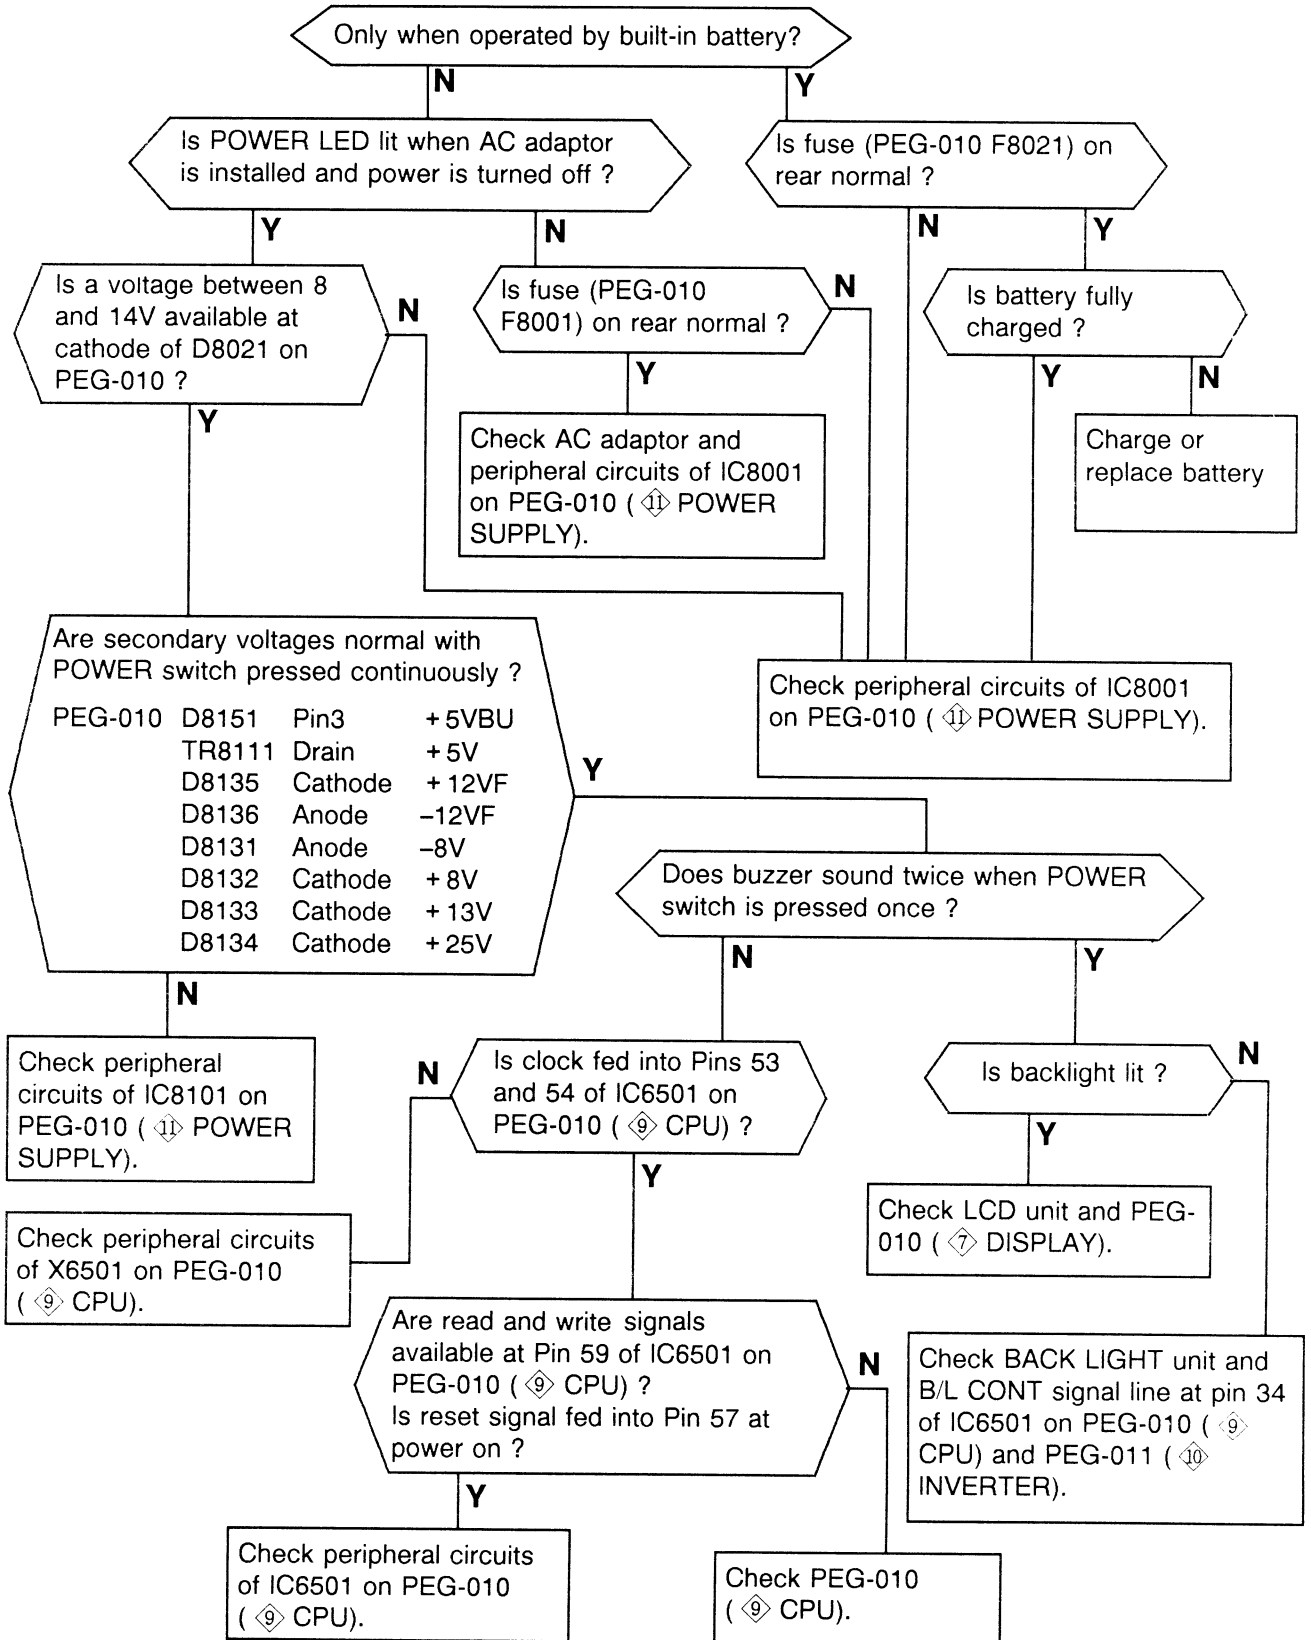 Only when operated by built-in battery?
N
Y
Is POWER LED lit when AC adaptor
is installed and power is turned off ?
Is fuse (PEG-010 F8021) on
rear normal ?
Y
N
N
Y
Is a voltage between 8
and 14V available at
cathode of D8021 on
PEG-010 ?
N
Is fuse (PEG-010
F8001) on rear normal ?
N
Is battery fully
charged ?
Y
Y
Y
N
Check AC adaptor and
peripheral circuits of IC8001
on PEG-010 ( 11 POWER
SUPPLY).
Charge or
replace battery
Are secondary voltages normal with
POWER switch pressed continuously ?
PEG-010 D8151 Pin3 +5VBU
TR8111 Drain +5V
D8135 Cathode +12VF
D8136 Anode –12VF
D8131 Anode –8V
D8132 Cathode +8V
D8133 Cathode +13V
D8134 Cathode +25V
Y
N
Check peripheral circuits of IC8001
on PEG-010 ( 11 POWER SUPPLY).
Does buzzer sound twice when POWER
switch is pressed once ?
N
Y
Check peripheral
circuits of IC8101 on
PEG-010 ( 11 POWER
SUPPLY).
N
Is clock fed into Pins 53
and 54 of IC6501 on
PEG-010 ( 9 CPU) ?
Y
Is backlight lit ?
N
Y
Check peripheral circuits
of X6501 on PEG-010
( 9 CPU).
Check LCD unit and PEG-
010 ( 7 DISPLAY).
Are read and write signals
available at Pin 59 of IC6501 on
PEG-010 ( 9 CPU) ?
Is reset signal fed into Pin 57 at
power on ?
N
Y
Check BACK LIGHT unit and
B/L CONT signal line at pin 34
of IC6501 on PEG-010 ( 9
CPU) and PEG-011 ( 10
INVERTER).
Check peripheral circuits
of IC6501 on PEG-010
( 9 CPU).
Check PEG-010
( 9 CPU).